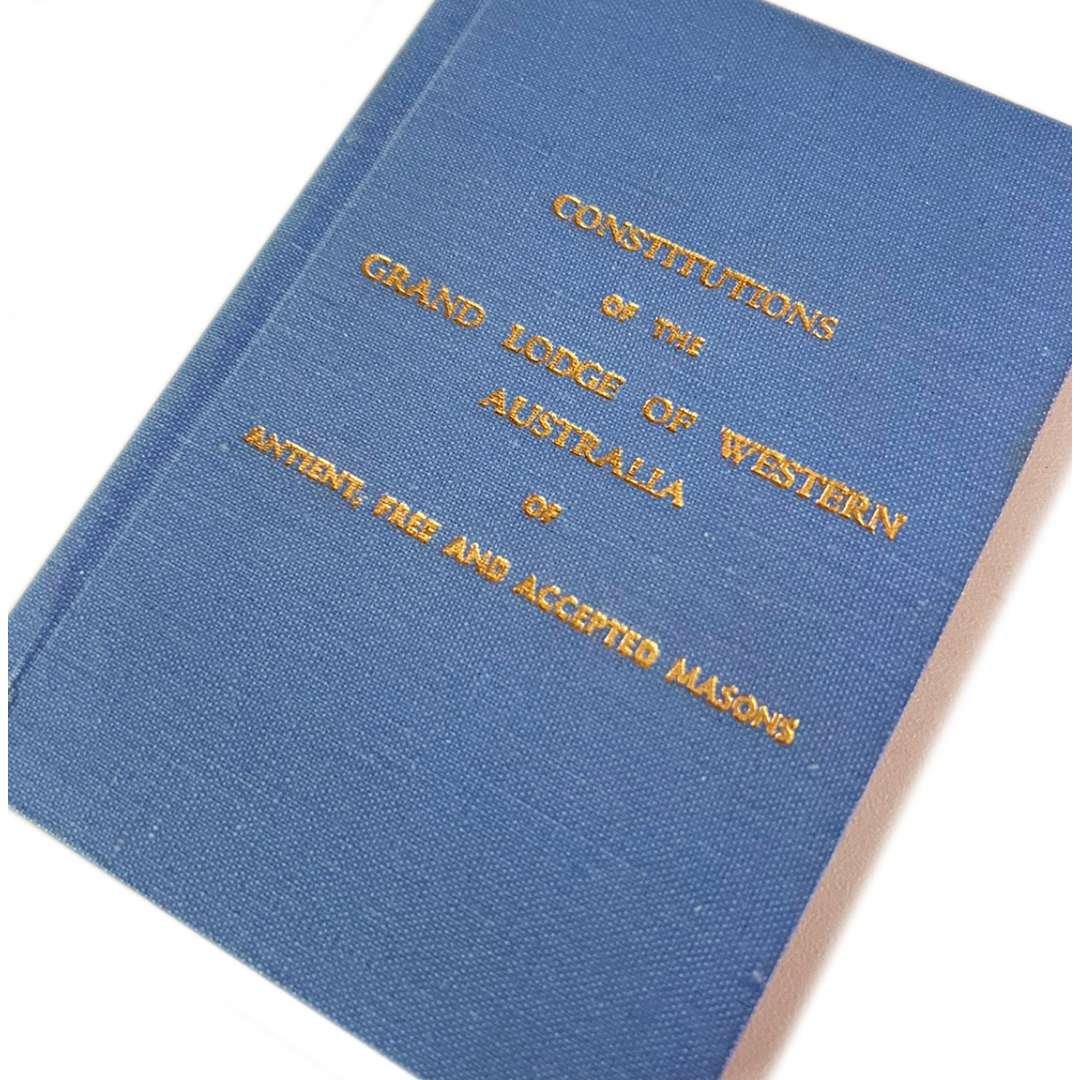 CONSTITUTIONS
OF THE
GRAND LODGE OF WESTERN
AUSTRALIA
OF
ANTIENT, FREE AND ACCEPTED MASONS